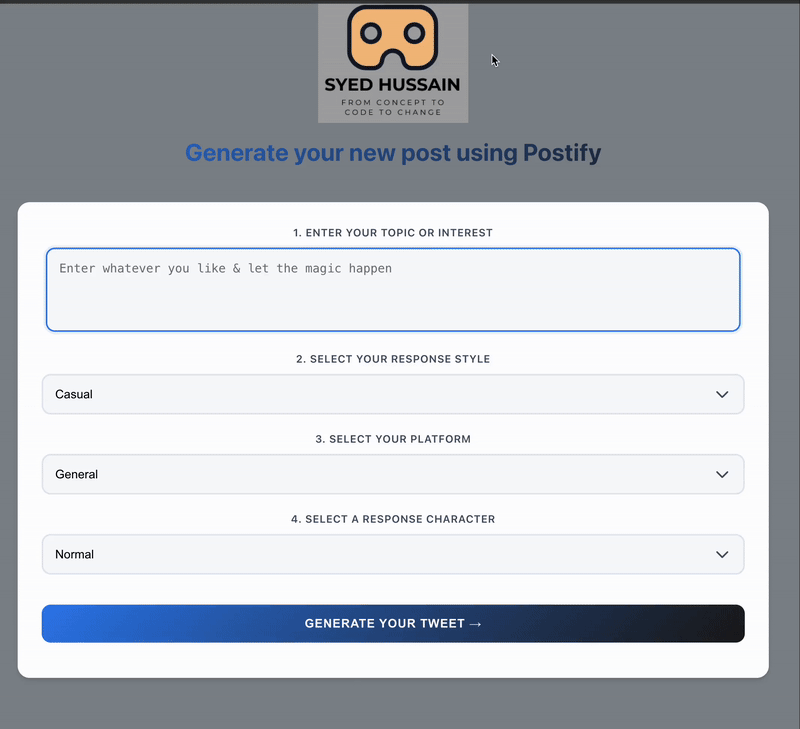 SYED HUSSAIN
FROM CONCEPT TO
CODE TO CHANGE
Generate your new post using Postify
1. ENTER YOUR TOPIC OR INTEREST
Enter whatever you like & let the magic happen
2. SELECT YOUR RESPONSE STYLE
Casual
3. SELECT YOUR PLATFORM
General
4. SELECT A RESPONSE CHARACTER
Normal
GENERATE YOUR TWEET →